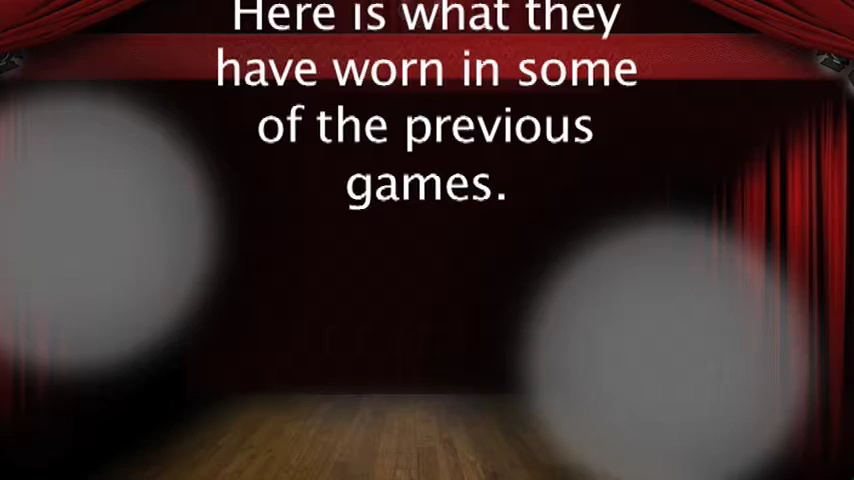 Here is what they
have worn in some
of the previous
games.